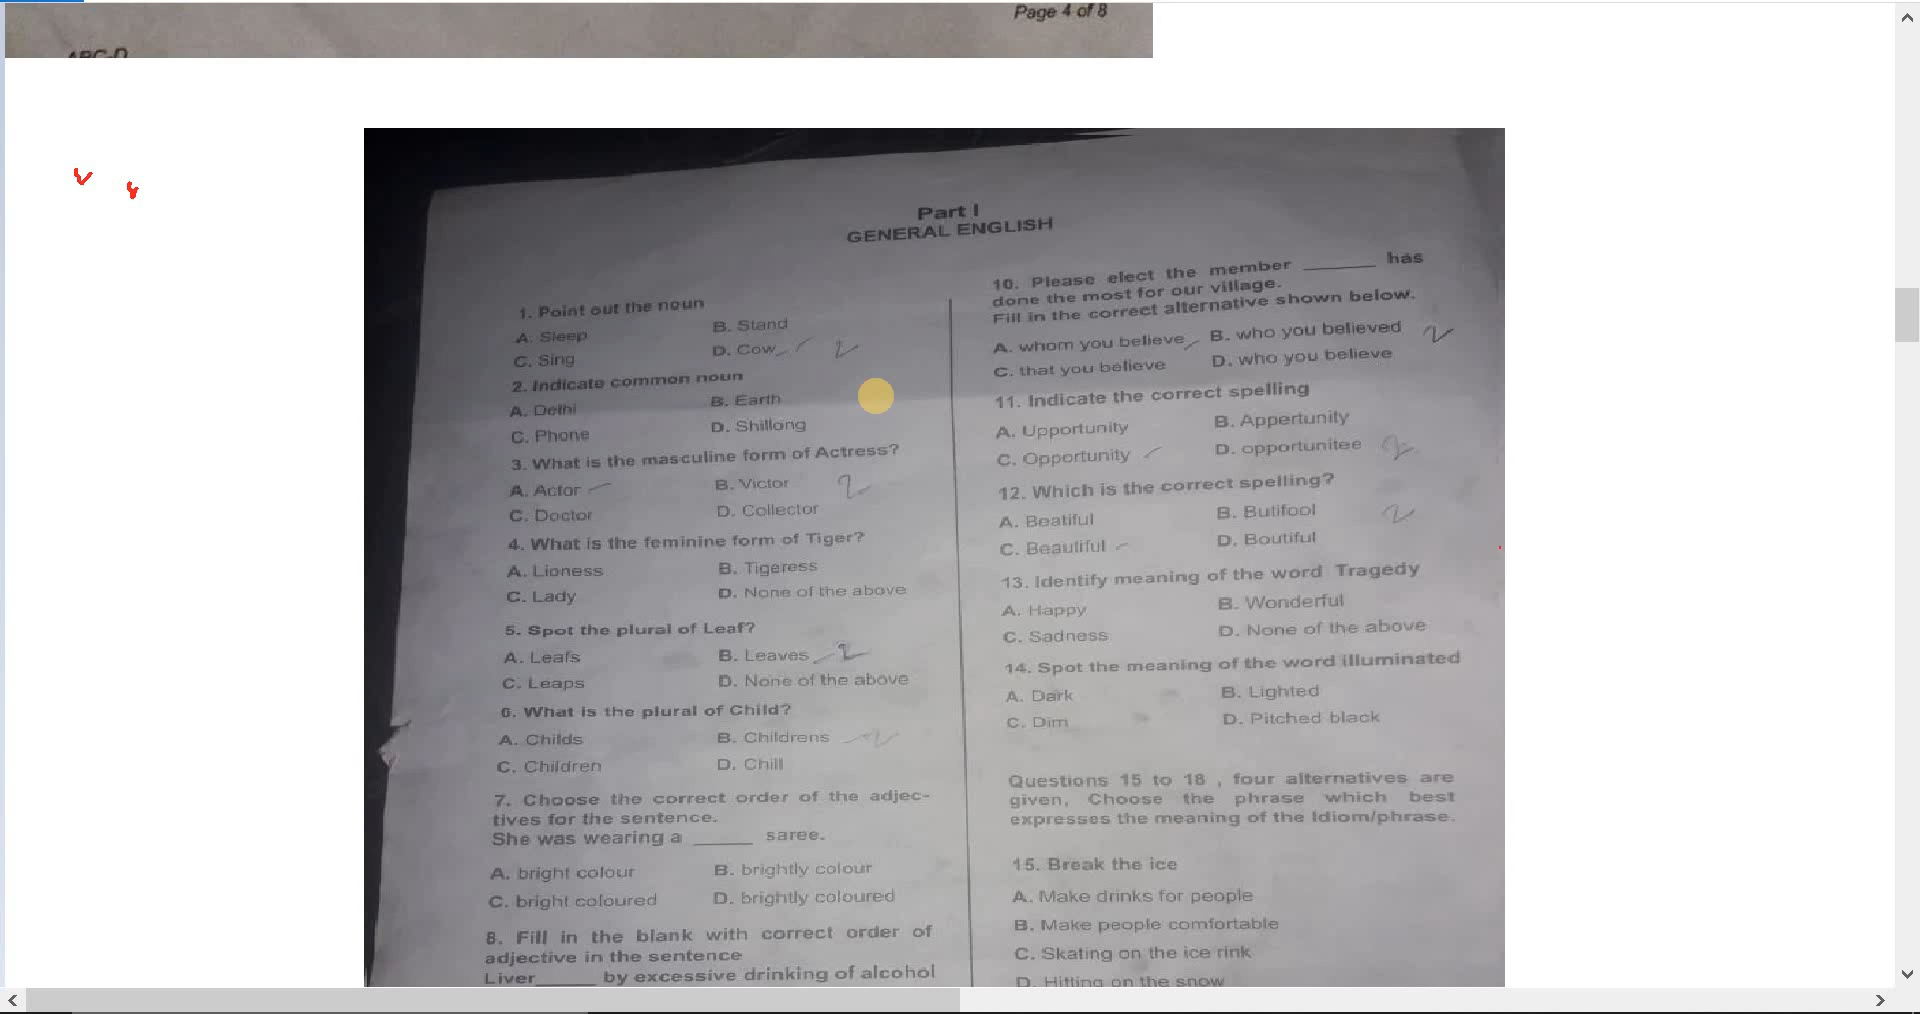 Page 4 of 8
ABC-D
Part I
GENERAL ENGLISH
1. Point out the noun
A. Sleep B. Stand
C. Sing D. Cow
2. Indicate common noun
A. Delhi B. Earth
C. Phone D. Shillong
3. What is the masculine form of Actress?
A. Actor B. Victor
C. Doctor D. Collector
4. What is the feminine form of Tiger?
A. Lioness B. Tigeress
C. Lady D. None of the above
5. Spot the plural of Leaf?
A. Leafs B. Leaves
C. Leaps D. None of the above
6. What is the plural of Child?
A. Childs B. Childrens
C. Children D. Chill
7. Choose the correct order of the adjec-
tives for the sentence.
She was wearing a ______ saree.
A. bright colour B. brightly colour
C. bright coloured D. brightly coloured
8. Fill in the blank with correct order of
adjective in the sentence
Liver______ by excessive drinking of alcohol
10. Please elect the member ______ has
done the most for our village.
Fill in the correct alternative shown below.
A. whom you believe B. who you believed
C. that you believe D. who you believe
11. Indicate the correct spelling
A. Upportunity B. Appertunity
C. Opportunity D. opportunitee
12. Which is the correct spelling?
A. Beatiful B. Butifool
C. Beautiful D. Boutiful
13. Identify meaning of the word Tragedy
A. Happy B. Wonderful
C. Sadness D. None of the above
14. Spot the meaning of the word illuminated
A. Dark B. Lighted
C. Dim D. Pitched black
Questions 15 to 18 , four alternatives are
given, Choose the phrase which best
expresses the meaning of the Idiom/phrase.
15. Break the ice
A. Make drinks for people
B. Make people comfortable
C. Skating on the ice rink
D. Hitting on the snow